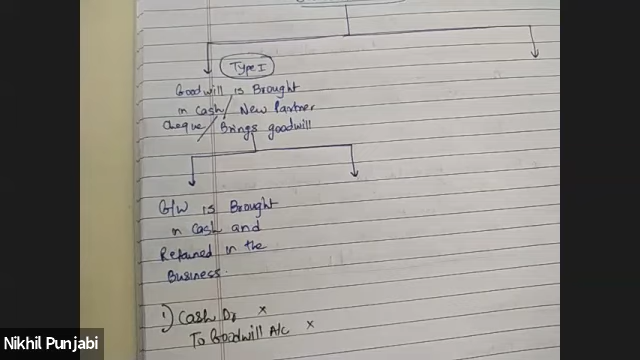 Type I
Goodwill is Brought
in cash / New Partner
cheque / Brings goodwill
G/W is Brought
in cash and
Retained in the
Business.
1) Cash Dr x
To Goodwill A/c x
Nikhil Punjabi